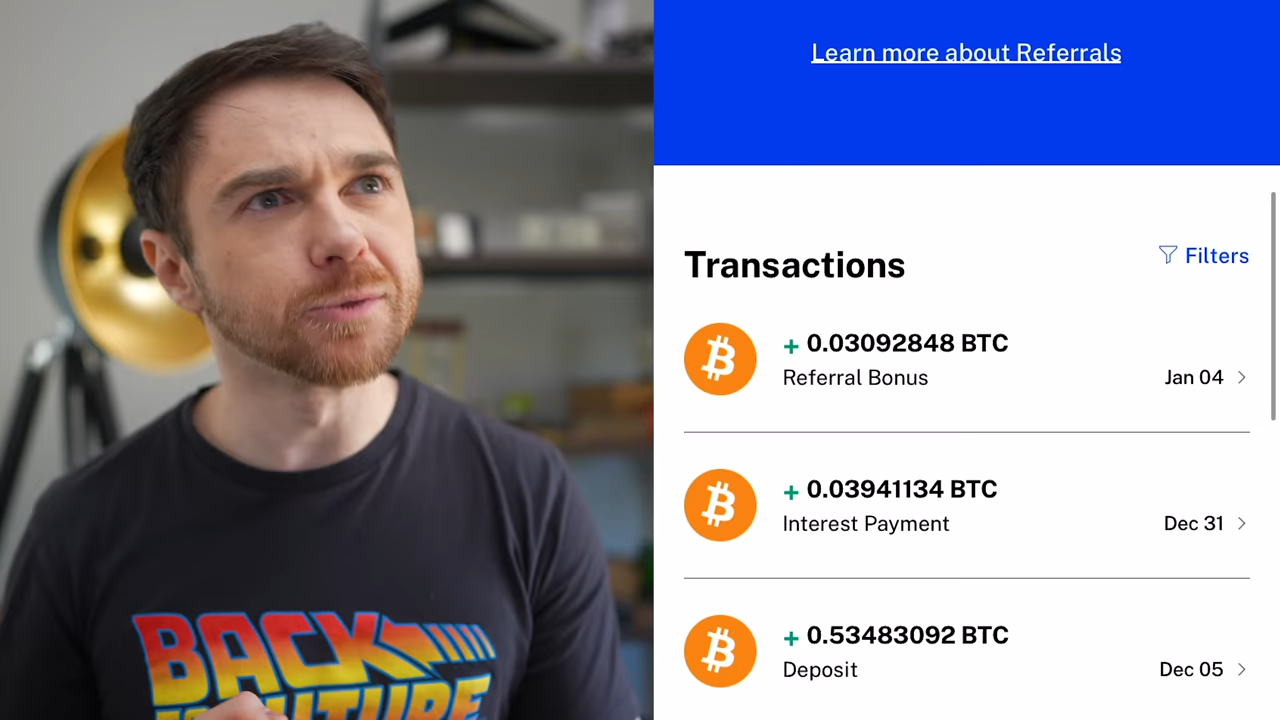 Learn more about Referrals
Transactions
Filters
+ 0.03092848 BTC
Referral Bonus
Jan 04
+ 0.03941134 BTC
Interest Payment
Dec 31
+ 0.53483092 BTC
Deposit
Dec 05
BACK
FUTURE